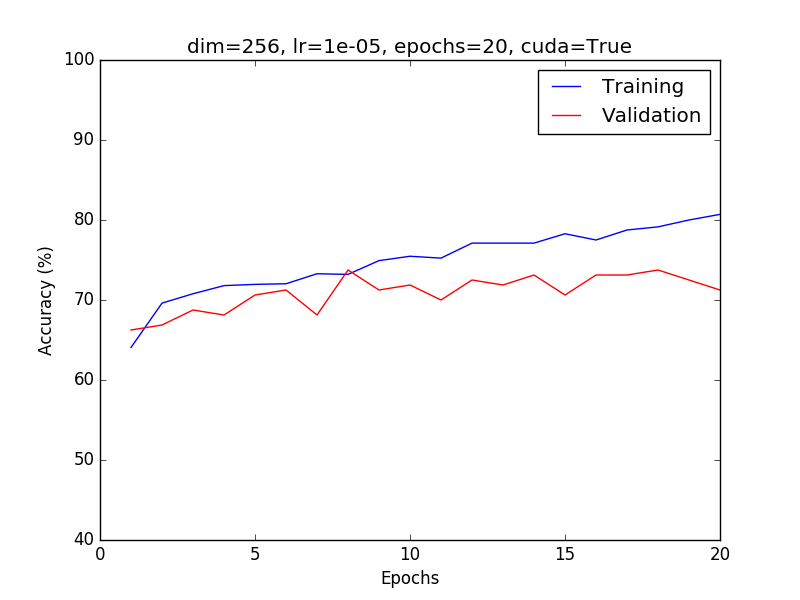 dim=256, lr=1e-05, epochs=20, cuda=True
100
90
80
70
60
50
40
Accuracy (%)
Training
Validation
0 5 10 15 20
Epochs